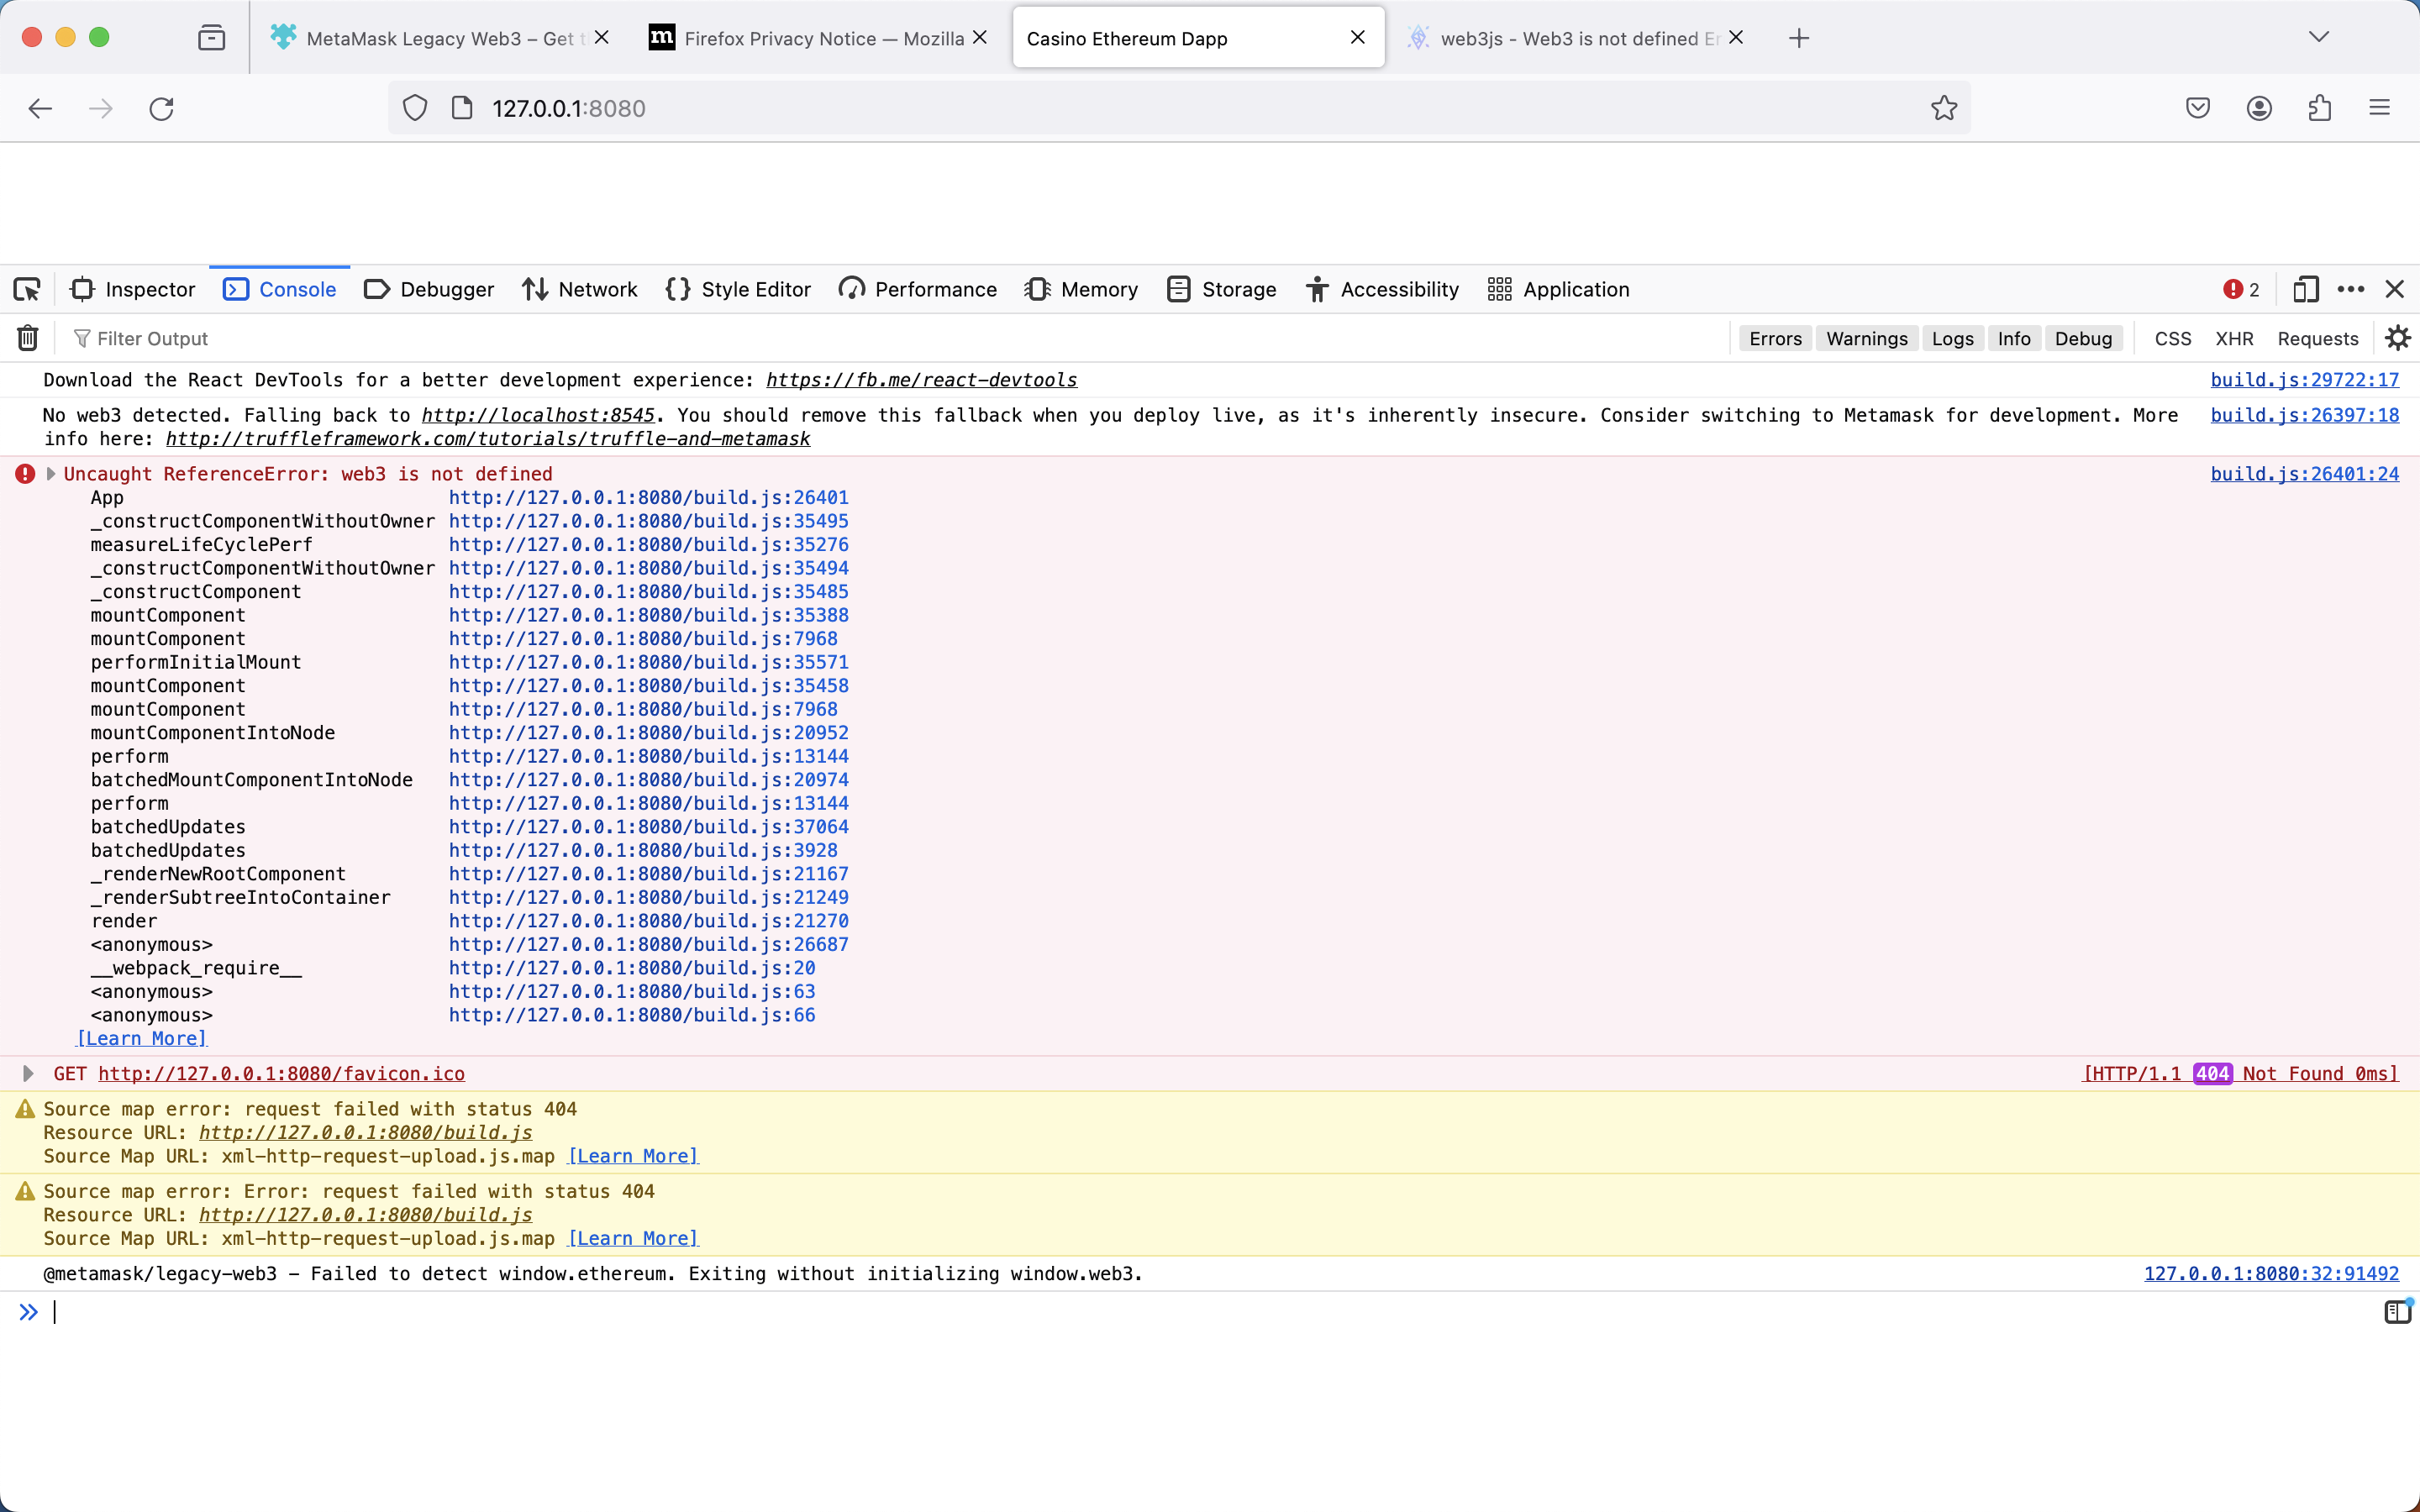 MetaMask Legacy Web3 – Get t
Firefox Privacy Notice — Mozilla
Casino Ethereum Dapp
web3js - Web3 is not defined Er
127.0.0.1:8080
Inspector
Console
Debugger
Network
Style Editor
Performance
Memory
Storage
Accessibility
Application
2
Filter Output
Errors
Warnings
Logs
Info
Debug
CSS
XHR
Requests
Download the React DevTools for a better development experience: https://fb.me/react-devtools build.js:29722:17
No web3 detected. Falling back to http://localhost:8545. You should remove this fallback when you deploy live, as it's inherently insecure. Consider switching to Metamask for development. More build.js:26397:18
info here: http://truffleframework.com/tutorials/truffle-and-metamask
Uncaught ReferenceError: web3 is not defined build.js:26401:24
App http://127.0.0.1:8080/build.js:26401
_constructComponentWithoutOwner http://127.0.0.1:8080/build.js:35495
measureLifeCyclePerf http://127.0.0.1:8080/build.js:35276
_constructComponentWithoutOwner http://127.0.0.1:8080/build.js:35494
_constructComponent http://127.0.0.1:8080/build.js:35485
mountComponent http://127.0.0.1:8080/build.js:35388
mountComponent http://127.0.0.1:8080/build.js:7968
performInitialMount http://127.0.0.1:8080/build.js:35571
mountComponent http://127.0.0.1:8080/build.js:35458
mountComponent http://127.0.0.1:8080/build.js:7968
mountComponentIntoNode http://127.0.0.1:8080/build.js:20952
perform http://127.0.0.1:8080/build.js:13144
batchedMountComponentIntoNode http://127.0.0.1:8080/build.js:20974
perform http://127.0.0.1:8080/build.js:13144
batchedUpdates http://127.0.0.1:8080/build.js:37064
batchedUpdates http://127.0.0.1:8080/build.js:3928
_renderNewRootComponent http://127.0.0.1:8080/build.js:21167
_renderSubtreeIntoContainer http://127.0.0.1:8080/build.js:21249
render http://127.0.0.1:8080/build.js:21270
<anonymous> http://127.0.0.1:8080/build.js:26687
__webpack_require__ http://127.0.0.1:8080/build.js:20
<anonymous> http://127.0.0.1:8080/build.js:63
<anonymous> http://127.0.0.1:8080/build.js:66
[Learn More]
GET http://127.0.0.1:8080/favicon.ico [HTTP/1.1 404 Not Found 0ms]
Source map error: request failed with status 404
Resource URL: http://127.0.0.1:8080/build.js
Source Map URL: xml-http-request-upload.js.map [Learn More]
Source map error: Error: request failed with status 404
Resource URL: http://127.0.0.1:8080/build.js
Source Map URL: xml-http-request-upload.js.map [Learn More]
@metamask/legacy-web3 - Failed to detect window.ethereum. Exiting without initializing window.web3. 127.0.0.1:8080:32:91492